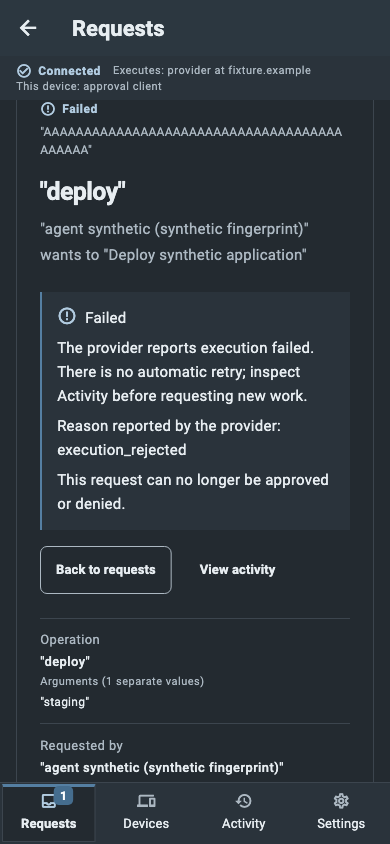 Requests
Connected Executes: provider at fixture.example
This device: approval client
Failed
"AAAAAAAAAAAAAAAAAAAAAAAAAAAAAAAAAAAAA
AAAAAA"
"deploy"
"agent synthetic (synthetic fingerprint)"
wants to "Deploy synthetic application"
Failed
The provider reports execution failed.
There is no automatic retry; inspect
Activity before requesting new work.
Reason reported by the provider:
execution_rejected
This request can no longer be approved
or denied.
Back to requests View activity
Operation
"deploy"
Arguments (1 separate values)
"staging"
Requested by
"agent synthetic (synthetic fingerprint)"
1
Requests Devices Activity Settings